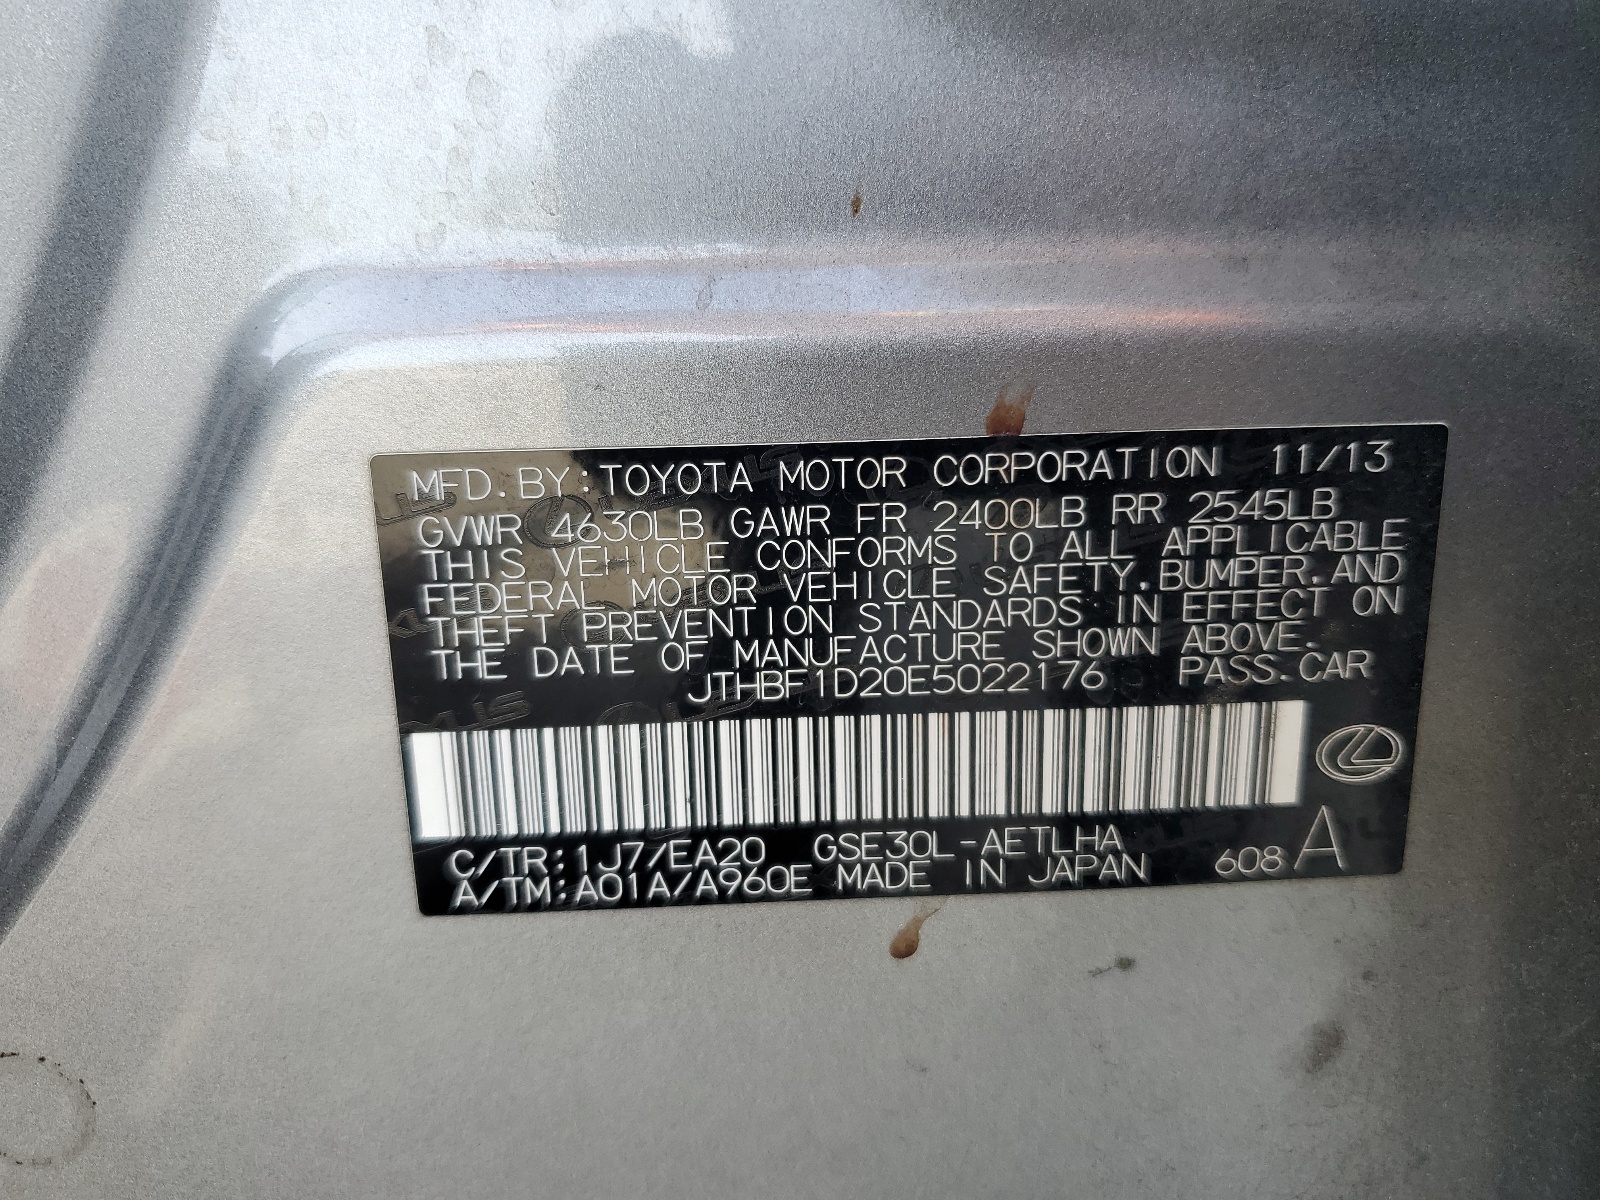 MFD. BY: TOYOTA MOTOR CORPORATION 11/13
GVWR 4630LB GAWR FR 2400LB RR 2545LB
THIS VEHICLE CONFORMS TO ALL APPLICABLE
FEDERAL MOTOR VEHICLE SAFETY, BUMPER, AND
THEFT PREVENTION STANDARDS IN EFFECT ON
THE DATE OF MANUFACTURE SHOWN ABOVE.
JTHBF1D20E5022176 PASS. CAR
C/TR: 1J7/EA20 GSE30L-AETLHA
A/TM: A01A/A960E MADE IN JAPAN 608 A